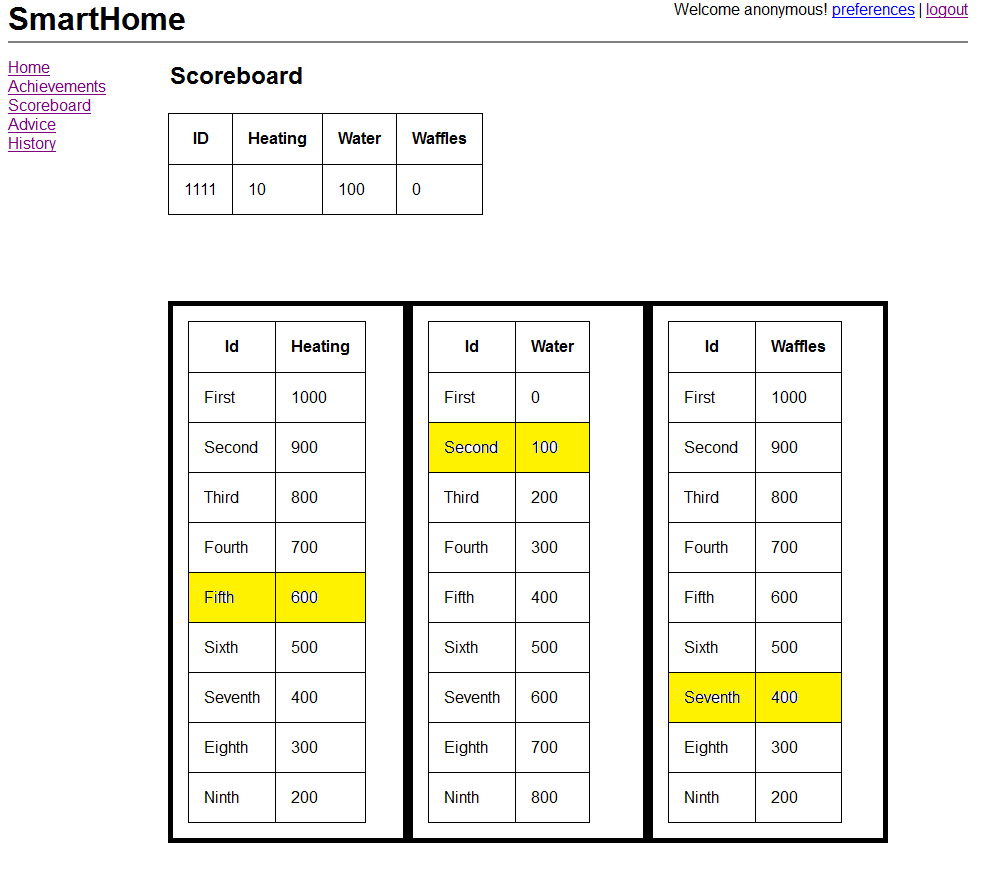 SmartHome
Welcome anonymous! preferences | logout
Home
Achievements
Scoreboard
Advice
History
Scoreboard
ID Heating Water Waffles
1111 10 100 0
Id Heating
First 1000
Second 900
Third 800
Fourth 700
Fifth 600
Sixth 500
Seventh 400
Eighth 300
Ninth 200
Id Water
First 0
Second 100
Third 200
Fourth 300
Fifth 400
Sixth 500
Seventh 600
Eighth 700
Ninth 800
Id Waffles
First 1000
Second 900
Third 800
Fourth 700
Fifth 600
Sixth 500
Seventh 400
Eighth 300
Ninth 200